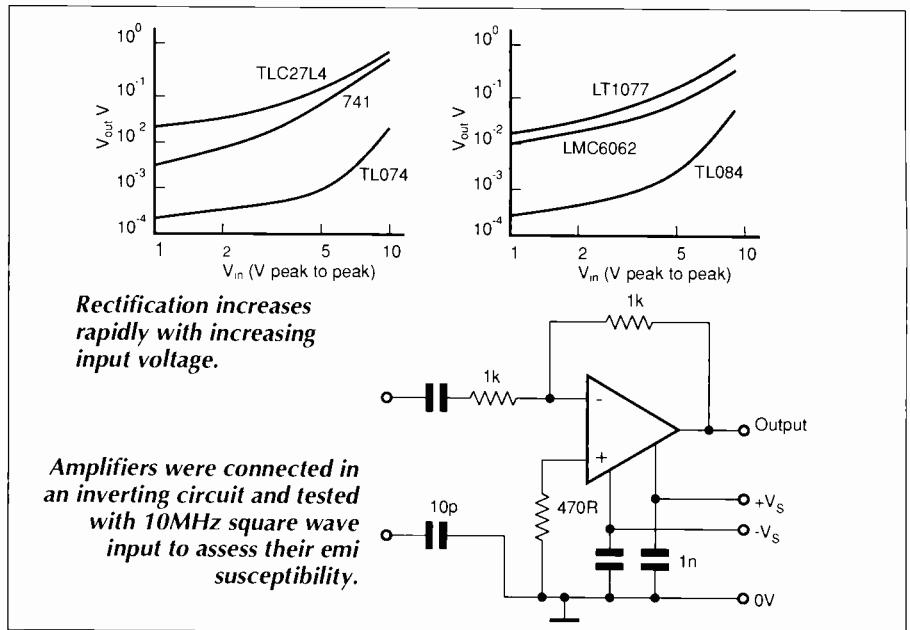 10⁰
10⁻¹
10⁻²
10⁻³
10⁻⁴
V_out V
TLC27L4
741
TL074
1 2 5 10
V_in (V peak to peak)
10⁰
10⁻¹
10⁻²
10⁻³
10⁻⁴
V_out V
LT1077
LMC6062
TL084
1 2 5 10
V_in (V peak to peak)
Rectification increases
rapidly with increasing
input voltage.
1k
1k
-
+
Output
Amplifiers were connected in
an inverting circuit and tested
with 10MHz square wave
input to assess their emi
susceptibility.
10p
470R
+V_S
-V_S
1n
0V